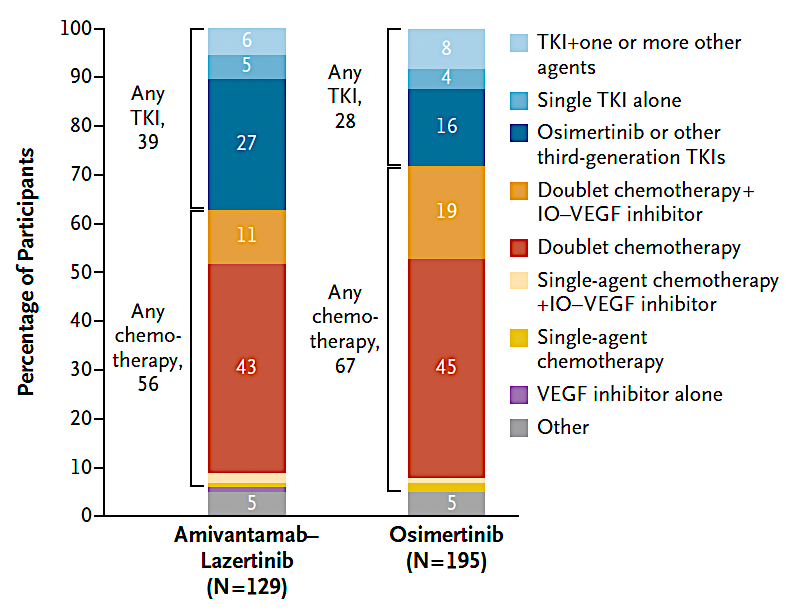 Percentage of Participants
100
90
80
70
60
50
40
30
20
10
0
Any
TKI,
39
Any
chemo-
therapy,
56
6
5
27
11
43
5
Any
TKI,
28
Any
chemo-
therapy,
67
8
4
16
19
45
5
Amivantamab–
Lazertinib
(N=129)
Osimertinib
(N=195)
TKI+one or more other
agents
Single TKI alone
Osimertinib or other
third-generation TKIs
Doublet chemotherapy+
IO–VEGF inhibitor
Doublet chemotherapy
Single-agent chemotherapy
+IO–VEGF inhibitor
Single-agent
chemotherapy
VEGF inhibitor alone
Other